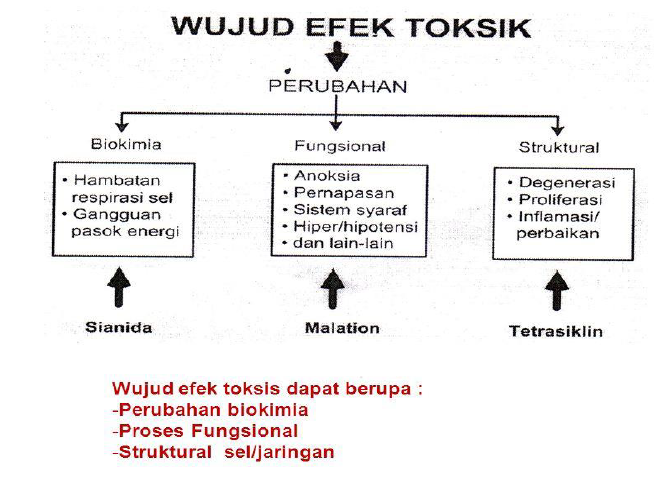 WUJUD EFEK TOKSIK
PERUBAHAN
Biokimia
• Hambatan
respirasi sel
• Gangguan
pasok energi
Sianida
Fungsional
• Anoksia
• Pernapasan
• Sistem syaraf
• Hiper/hipotensi
• dan lain-lain
Malation
Struktural
• Degenerasi
• Proliferasi
• Inflamasi/
perbaikan
Tetrasiklin
Wujud efek toksis dapat berupa :
-Perubahan biokimia
-Proses Fungsional
-Struktural sel/jaringan